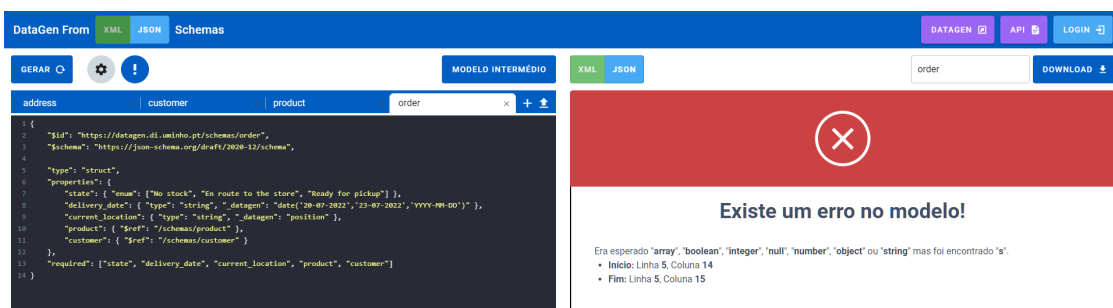 DataGen From XML JSON Schemas DATAGEN API LOGIN
GERAR ! MODELO INTERMÉDIO XML JSON order DOWNLOAD
address customer product order × +
1 {
2 "$id": "https://datagen.di.uminho.pt/schemas/order",
3 "$schema": "https://json-schema.org/draft/2020-12/schema",
4
5 "type": "struct",
6 "properties": {
7 "state": { "enum": ["No stock", "En route to the store", "Ready for pickup"] },
8 "delivery_date": { "type": "string", "_datagen": "date('20-07-2022','23-07-2022','YYYY-MM-DD')" },
9 "current_location": { "type": "string", "_datagen": "position" },
10 "product": { "$ref": "/schemas/product" },
11 "customer": { "$ref": "/schemas/customer" }
12 },
13 "required": ["state", "delivery_date", "current_location", "product", "customer"]
14 }
Existe um erro no modelo!
Era esperado "array", "boolean", "integer", "null", "number", "object" ou "string" mas foi encontrado "s".
• Início: Linha 5, Coluna 14
• Fim: Linha 5, Coluna 15